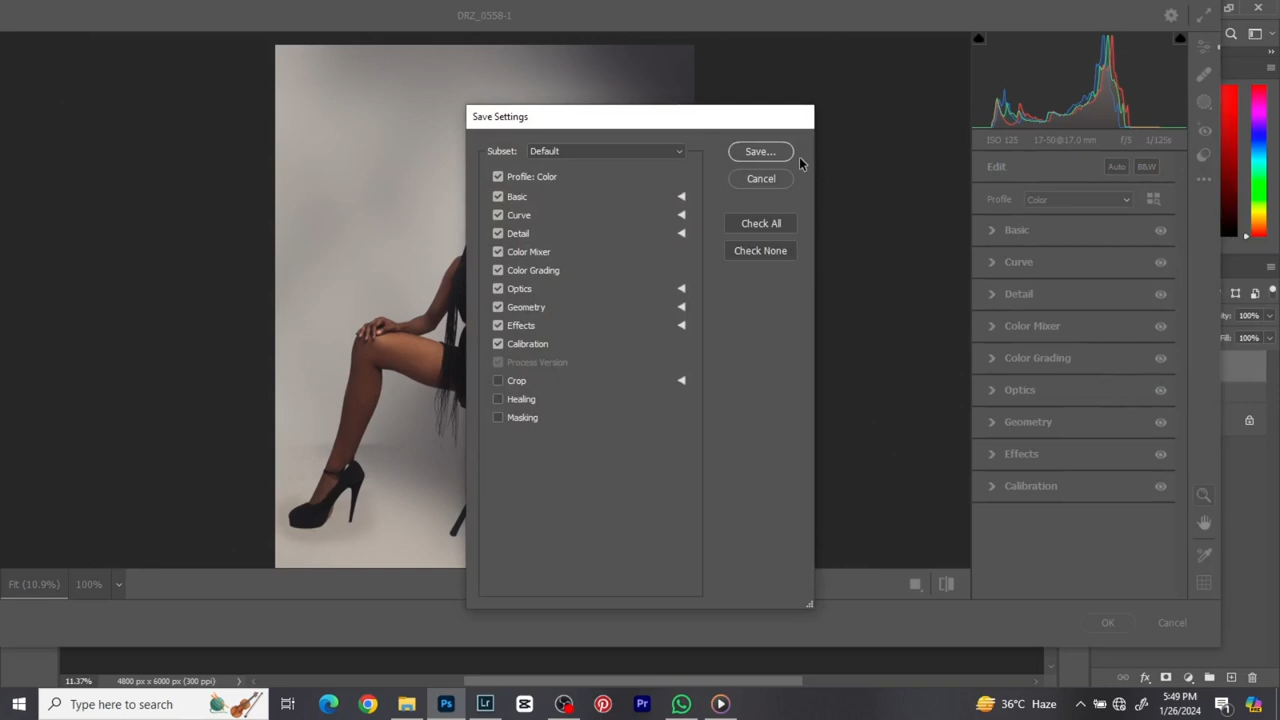 DRZ_0558-1
Save Settings
Subset: Default
Save...
Cancel
Check All
Check None
Profile: Color
Basic
Curve
Detail
Color Mixer
Color Grading
Optics
Geometry
Effects
Calibration
Process Version
Crop
Healing
Masking
ISO 125 17-50@17.0 mm f/5 1/125s
Edit Auto B&W
Profile Color
Basic
Curve
Detail
Color Mixer
Color Grading
Optics
Geometry
Effects
Calibration
100%
Fill: 100%
Fit (10.9%) 100%
OK Cancel
11.37% 4800 px x 6000 px (300 ppi)
Type here to search
36°C Haze
5:49 PM
1/26/2024